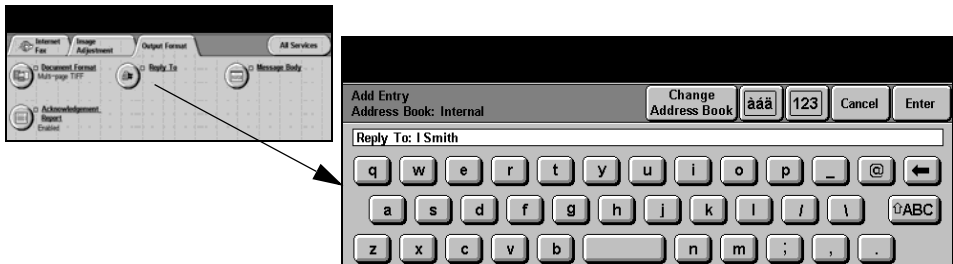 Internet Fax
Image Adjustment
Output Format
All Services
Document Format
Multi-page TIFF
Reply To
Message Body
Acknowledgement Report
Enabled
Add Entry
Address Book: Internal
Change Address Book
àáä
123
Cancel
Enter
Reply To: I Smith
q w e r t y u i o p _ @ ←
a s d f g h j k l / \ ⇧ABC
z x c v b n m ; , .